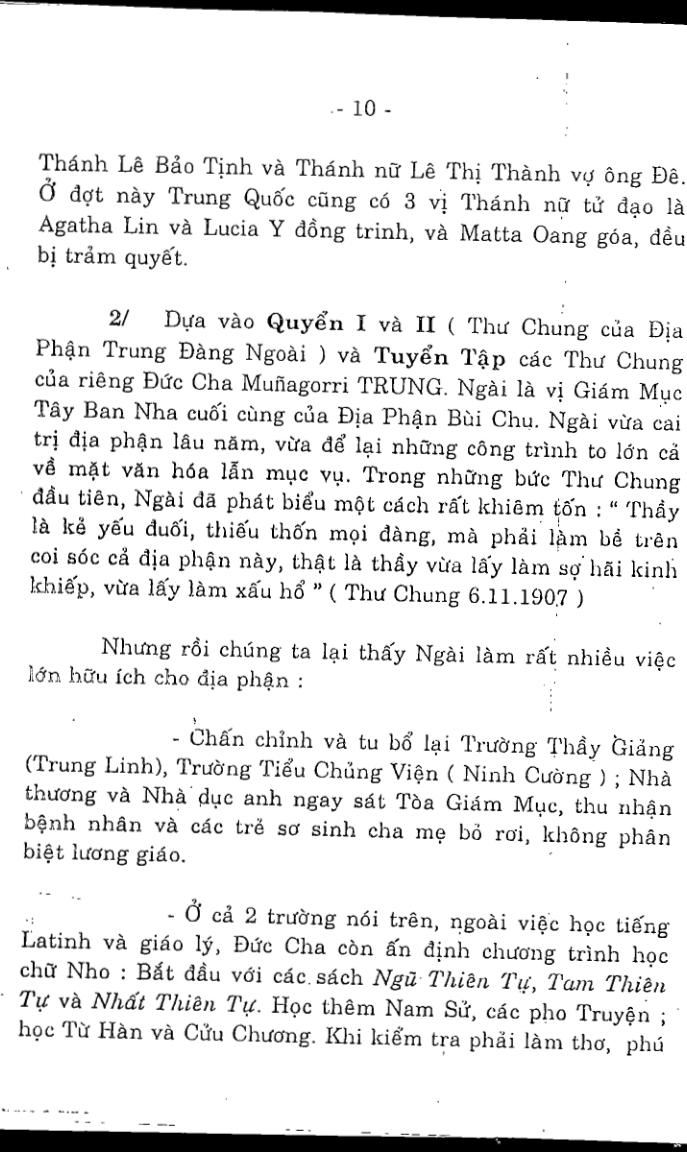 - 10 -
Thánh Lê Bảo Tịnh và Thánh nữ Lê Thị Thành vợ ông Đê.
Ở đợt này Trung Quốc cũng có 3 vị Thánh nữ tử đạo là
Agatha Lin và Lucia Y đồng trinh, và Matta Oang góa, đều
bị trảm quyết.
2/ Dựa vào Quyển I và II ( Thư Chung của Địa
Phận Trung Đàng Ngoài ) và Tuyển Tập các Thư Chung
của riêng Đức Cha Muñagorri TRUNG. Ngài là vị Giám Mục
Tây Ban Nha cuối cùng của Địa Phận Bùi Chu. Ngài vừa cai
trị địa phận lâu năm, vừa để lại những công trình to lớn cả
về mặt văn hóa lẫn mục vụ. Trong những bức Thư Chung
đầu tiên, Ngài đã phát biểu một cách rất khiêm tốn : “ Thầy
là kẻ yếu đuối, thiếu thốn mọi đàng, mà phải làm bề trên
coi sóc cả địa phận này, thật là thầy vừa lấy làm sợ hãi kinh
khiếp, vừa lấy làm xấu hổ ” ( Thư Chung 6.11.1907 )
Nhưng rồi chúng ta lại thấy Ngài làm rất nhiều việc
lớn hữu ích cho địa phận :
- Chấn chỉnh và tu bổ lại Trường Thầy Giảng
(Trung Linh), Trường Tiểu Chủng Viện ( Ninh Cường ) ; Nhà
thương và Nhà dục anh ngay sát Tòa Giám Mục, thu nhận
bệnh nhân và các trẻ sơ sinh cha mẹ bỏ rơi, không phân
biệt lương giáo.
- Ở cả 2 trường nói trên, ngoài việc học tiếng
Latinh và giáo lý, Đức Cha còn ấn định chương trình học
chữ Nho : Bắt đầu với các sách Ngũ Thiên Tự, Tam Thiên
Tự và Nhất Thiên Tự. Học thêm Nam Sử, các pho Truyện ;
học Từ Hàn và Cửu Chương. Khi kiểm tra phải làm thơ, phú